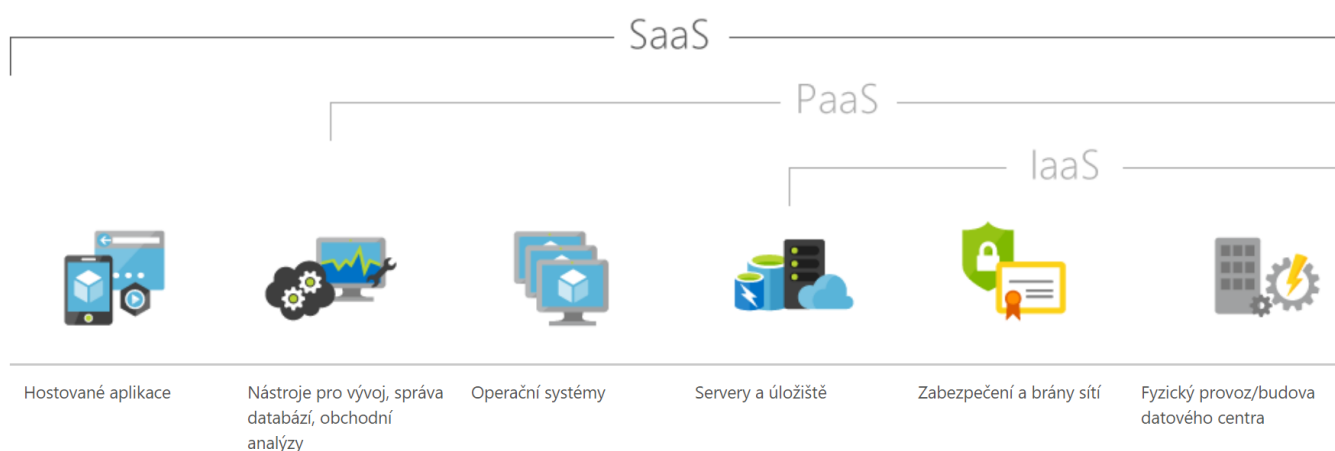 SaaS
PaaS
IaaS
Hostované aplikace
Nástroje pro vývoj, správa
databází, obchodní
analýzy
Operační systémy
Servery a úložiště
Zabezpečení a brány sítí
Fyzický provoz/budova
datového centra